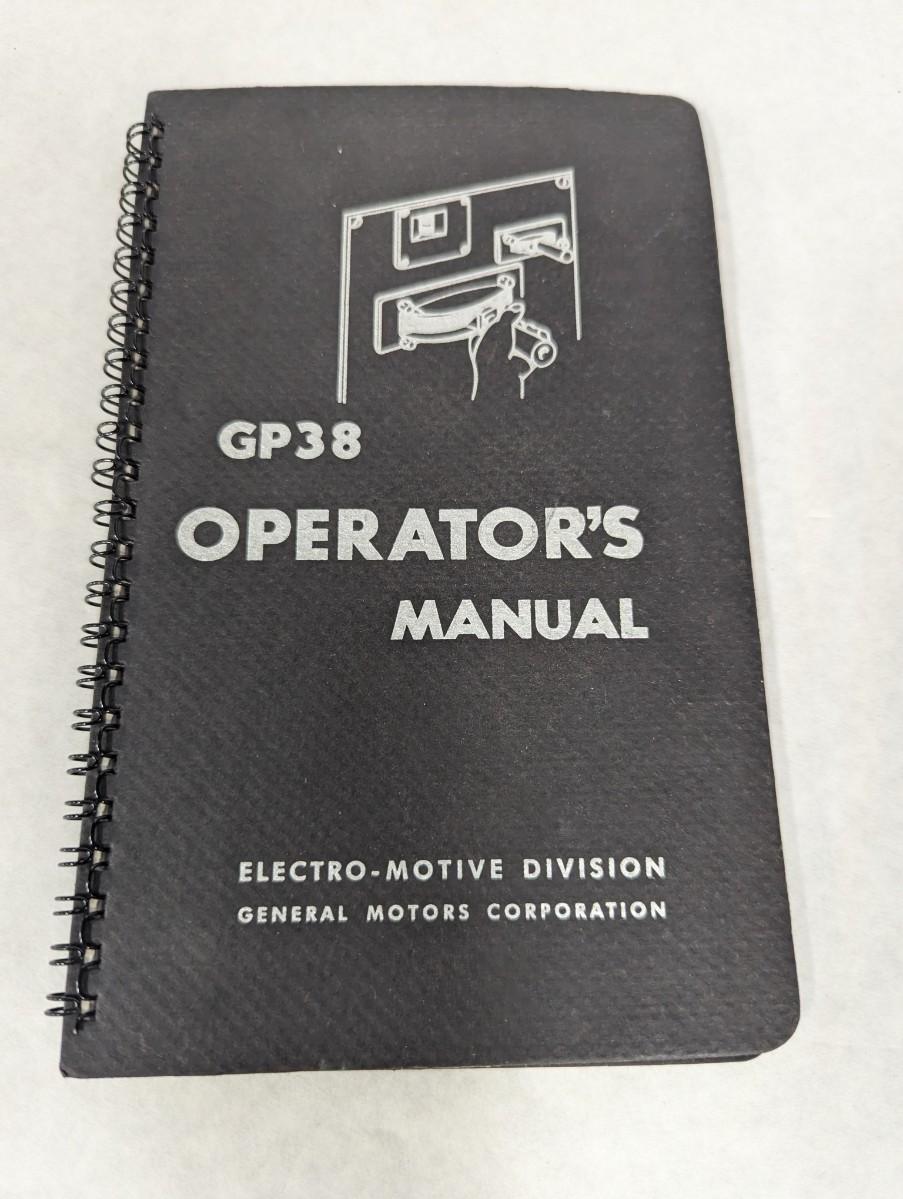 GP38
OPERATOR'S
MANUAL
ELECTRO-MOTIVE DIVISION
GENERAL MOTORS CORPORATION